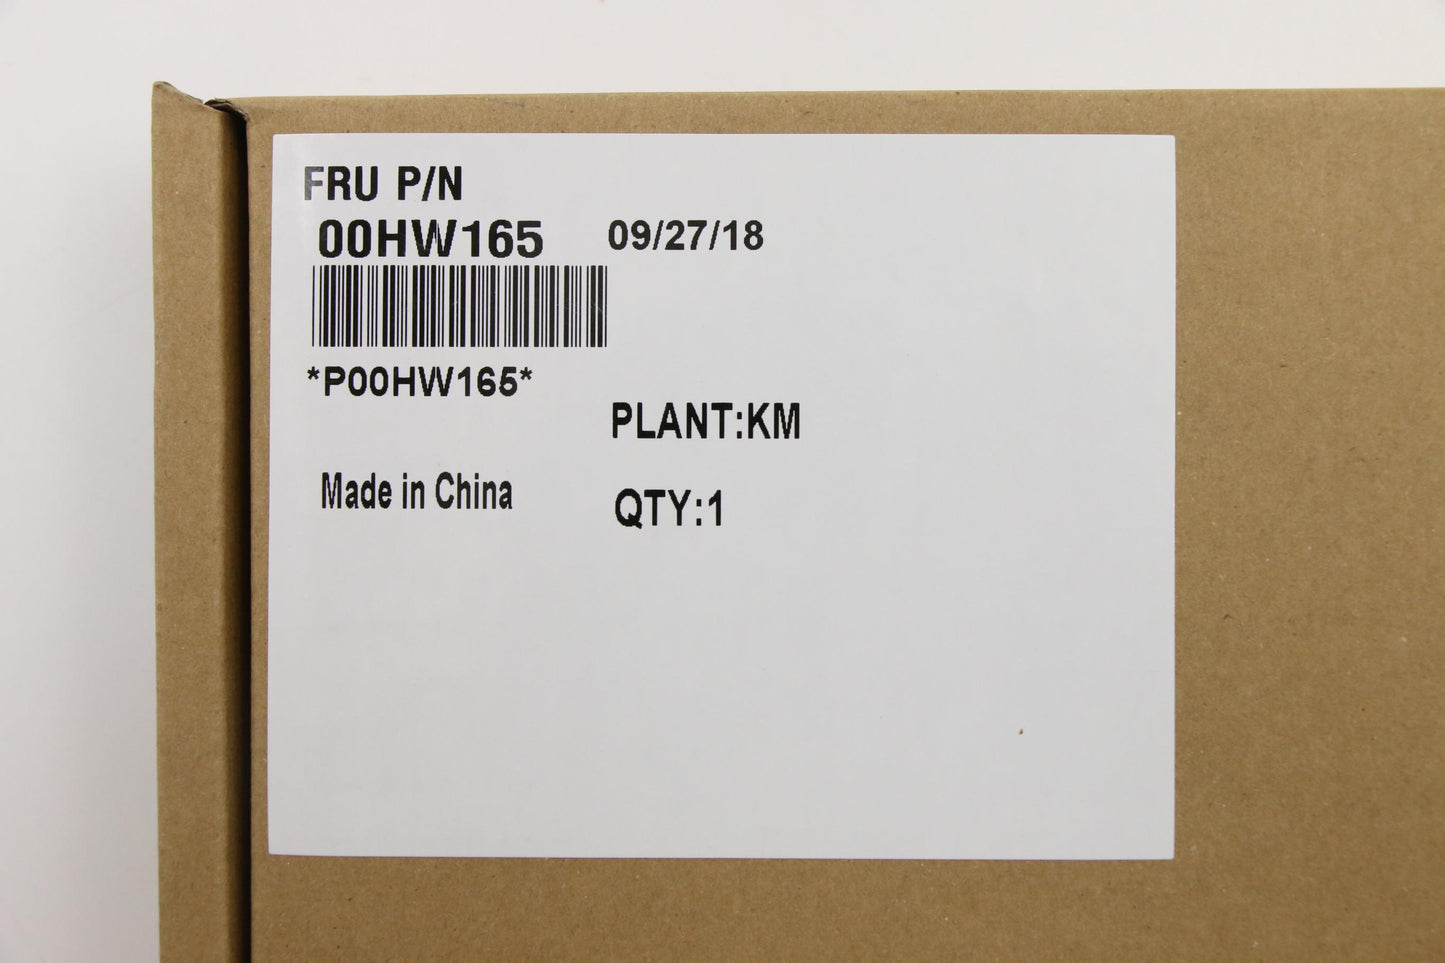 FRU P/N
00HW165 09/27/18
*P00HW165*
PLANT:KM
Made in China QTY:1